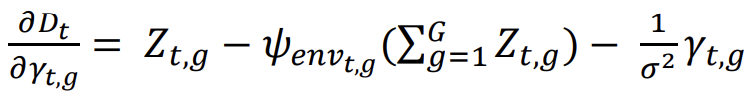 ∂D_t/∂γ_{t,g} = Z_{t,g} − ψ_{env_{t,g}}(∑_{g=1}^{G} Z_{t,g}) − 1/σ² γ_{t,g}